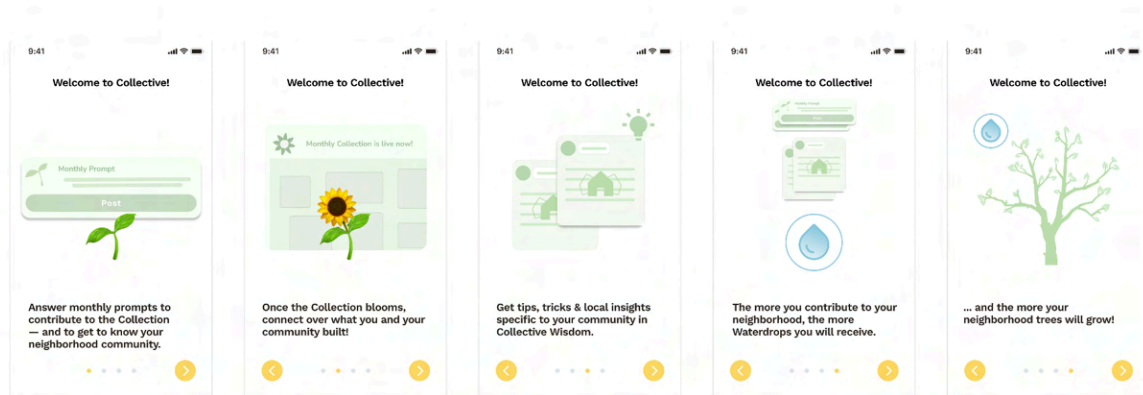 9:41
Welcome to Collective!
Monthly Prompt
Post
Answer monthly prompts to
contribute to the Collection
— and to get to know your
neighborhood community.
9:41
Welcome to Collective!
Monthly Collection is live now!
Once the Collection blooms,
connect over what you and your
community built!
9:41
Welcome to Collective!
Get tips, tricks & local insights
specific to your community in
Collective Wisdom.
9:41
Welcome to Collective!
Monthly Prompt
Post
The more you contribute to your
neighborhood, the more
Waterdrops you will receive.
9:41
Welcome to Collective!
... and the more your
neighborhood trees will grow!